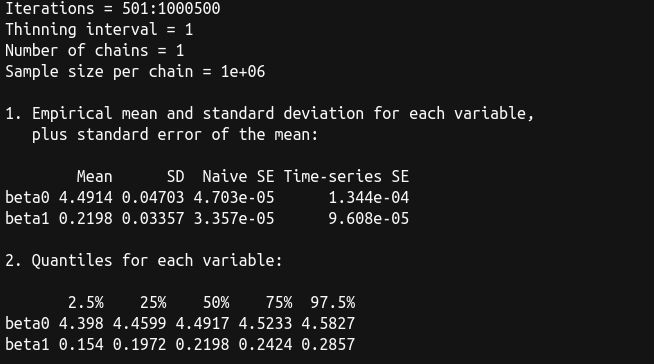 Iterations = 501:1000500
Thinning interval = 1
Number of chains = 1
Sample size per chain = 1e+06

1. Empirical mean and standard deviation for each variable,
   plus standard error of the mean:

        Mean      SD  Naive SE Time-series SE
beta0 4.4914 0.04703 4.703e-05      1.344e-04
beta1 0.2198 0.03357 3.357e-05      9.608e-05

2. Quantiles for each variable:

       2.5%    25%    50%    75%  97.5%
beta0 4.398 4.4599 4.4917 4.5233 4.5827
beta1 0.154 0.1972 0.2198 0.2424 0.2857